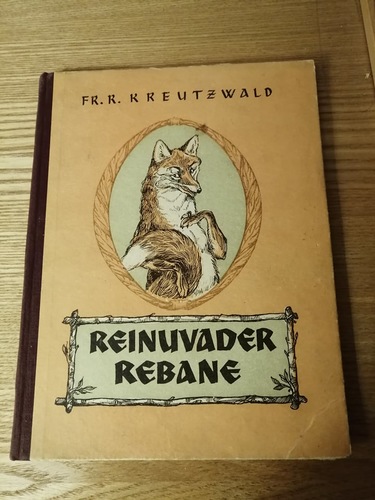 FR. R. KREUTZWALD
REINUVADER
REBANE